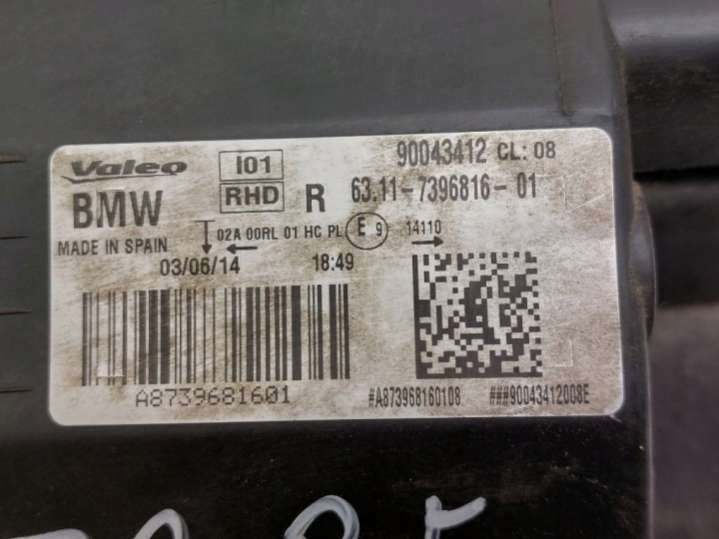 Valeo I01 90043412 CL: 08
BMW RHD R 63.11-7396816-01
MADE IN SPAIN 02A 00RL 01 HC PL E 9 14110
03/06/14 18:49
A8739681601 #A873968160108 ###90043412008E